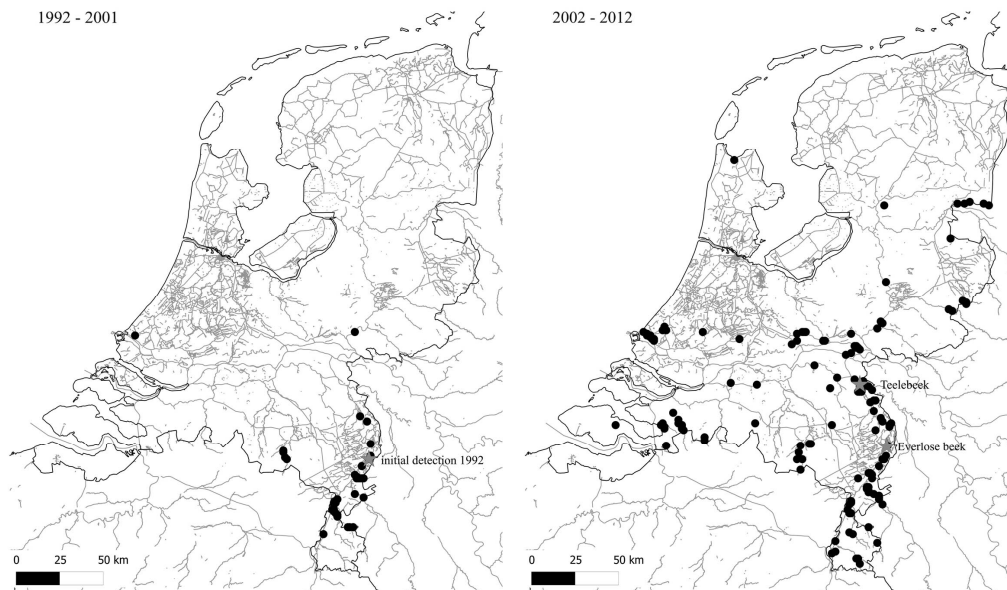 1992 - 2001
initial detection 1992
0 25 50 km
2002 - 2012
Teelebeek
Everlose beek
0 25 50 km